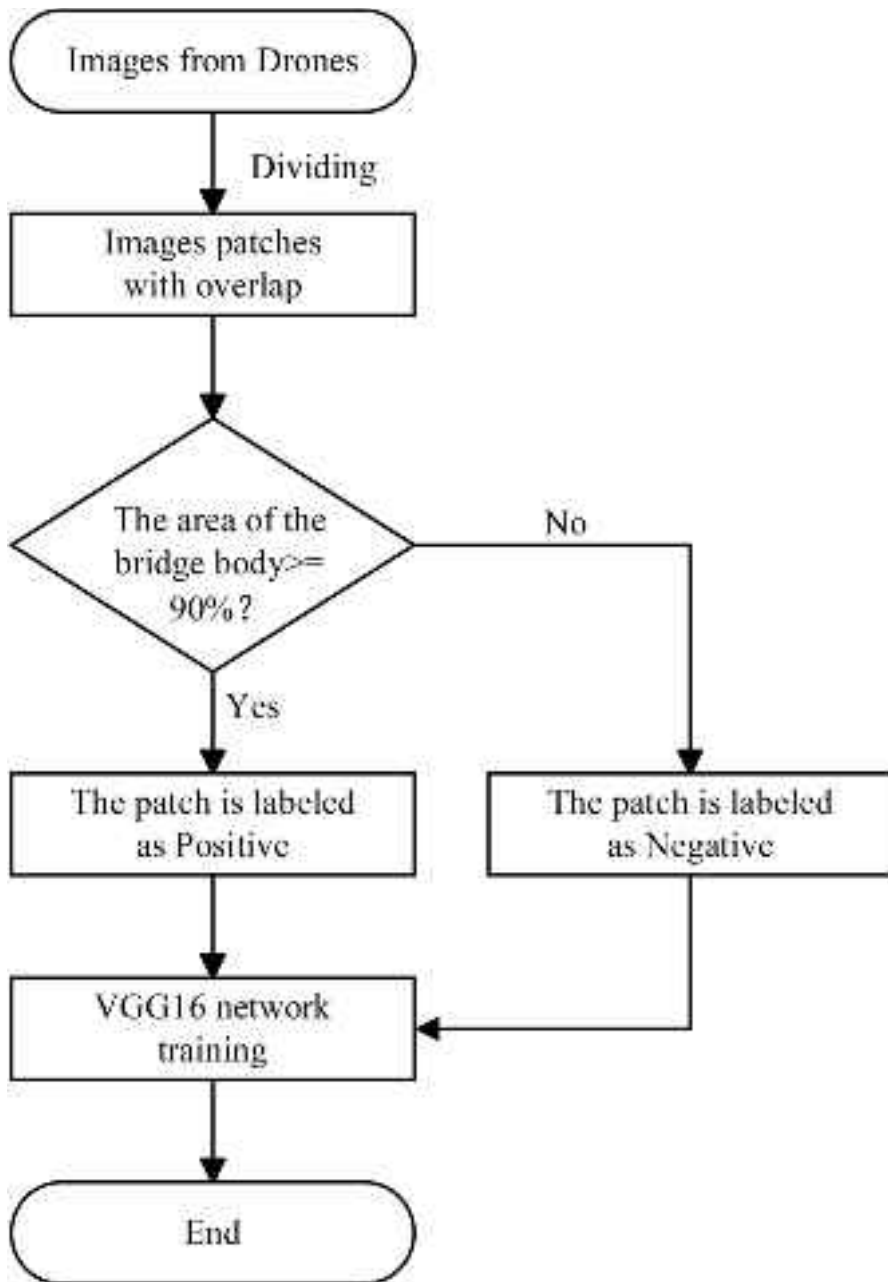 Images from Drones
Dividing
Images patches
with overlap
The area of the
bridge body>=
90%?
No
Yes
The patch is labeled
as Positive
The patch is labeled
as Negative
VGG16 network
training
End